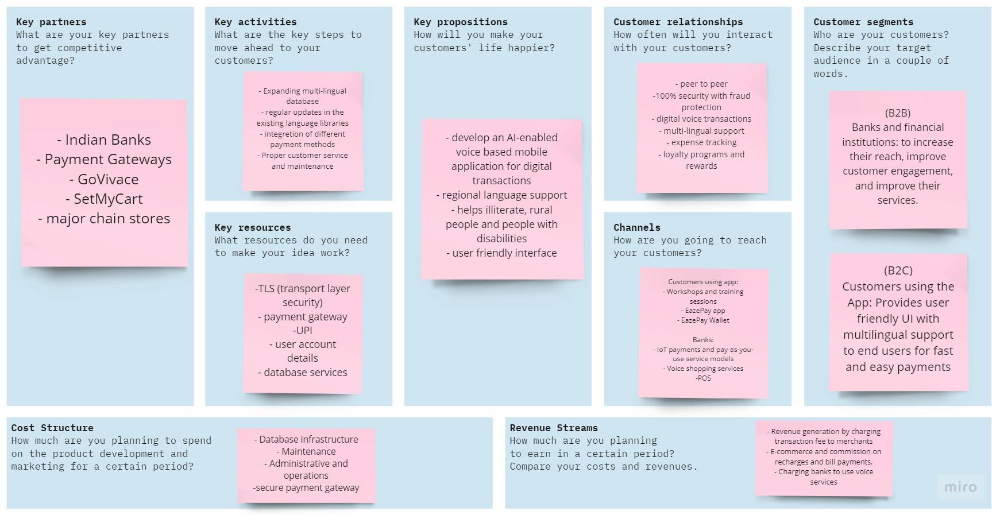 Key partners
What are your key partners
to get competitive
advantage?
- Indian Banks
- Payment Gateways
- GoVivace
- SetMyCart
- major chain stores
Key activities
What are the key steps to
move ahead to your
customers?
- Expanding multi-lingual
database
- regular updates in the
existing language libraries
- integretion of different
payment methods
- Proper customer service
and maintenance
Key resources
What resources do you need
to make your idea work?
-TLS (transport layer
security)
- payment gateway
-UPI
- user account
details
- database services
Key propositions
How will you make your
customers' life happier?
- develop an AI-enabled
voice based mobile
application for digital
transactions
- regional language support
- helps illiterate, rural
people and people with
disabilities
- user friendly interface
Customer relationships
How often will you interact
with your customers?
- peer to peer
-100% security with fraud
protection
- digital voice transactions
- multi-lingual support
- expense tracking
- loyalty programs and
rewards
Channels
How are you going to reach
your customers?
Customers using app:
- Workshops and training
sessions
- EazePay app
- EazePay Wallet
Banks:
- IoT payments and pay-as-you-
use service models
- Voice shopping services
-POS
Customer segments
Who are your customers?
Describe your target
audience in a couple of
words.
(B2B)
Banks and financial
institutions: to increase
their reach, improve
customer engagement,
and improve their
services.
(B2C)
Customers using the
App: Provides user
friendly UI with
multilingual support
to end users for fast
and easy payments
Cost Structure
How much are you planning to spend
on the product development and
marketing for a certain period?
- Database infrastructure
- Maintenance
- Administrative and
operations
-secure payment gateway
Revenue Streams
How much are you planning
to earn in a certain period?
Compare your costs and revenues.
- Revenue generation by charging
transaction fee to merchants
- E-commerce and commission on
recharges and bill payments.
- Charging banks to use voice
services
miro